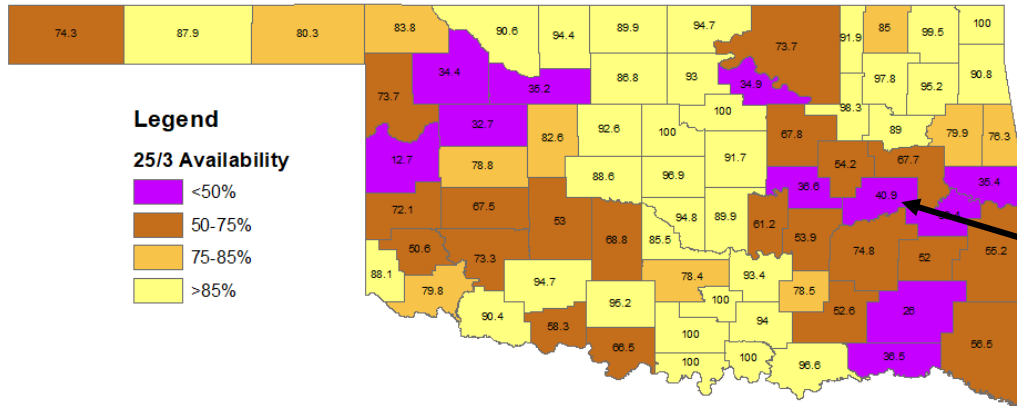 74.3 87.9 80.3 83.8 90.6 94.4 89.9 94.7 73.7 91.9 85 99.5 100
34.4 35.2 86.8 93 34.9 97.8 95.2 90.8
73.7 32.7 82.6 92.6 100 100 67.8 98.3 89 79.9 76.3
Legend
25/3 Availability
<50%
50-75%
75-85%
>85%
12.7 78.8 88.6 96.9 91.7 54.2 67.7
36.6 40.9 35.4
72.1 67.5 53 68.8 94.8 89.9 61.2 53.9 74.8 52 55.2
50.6 73.3 85.5
88.1 79.8 94.7 78.4 93.4 78.5
90.4 58.3 95.2 100 94 52.6 26
66.5 100 100 100 96.6 36.5 56.5